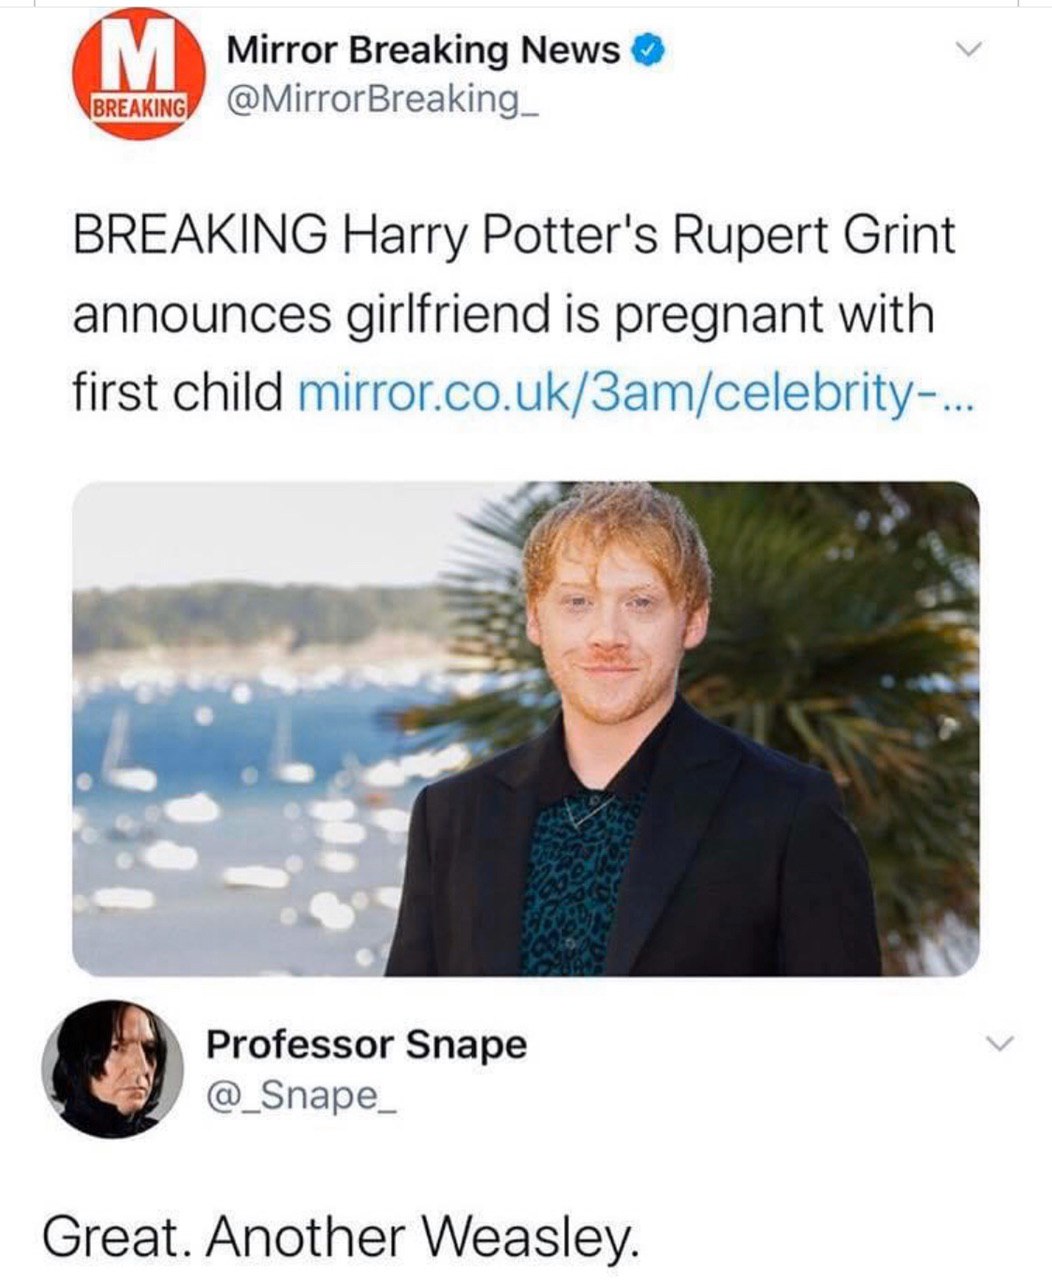 M
BREAKING
Mirror Breaking News
@MirrorBreaking_
BREAKING Harry Potter's Rupert Grint
announces girlfriend is pregnant with
first child mirror.co.uk/3am/celebrity-...
Professor Snape
@_Snape_
Great. Another Weasley.